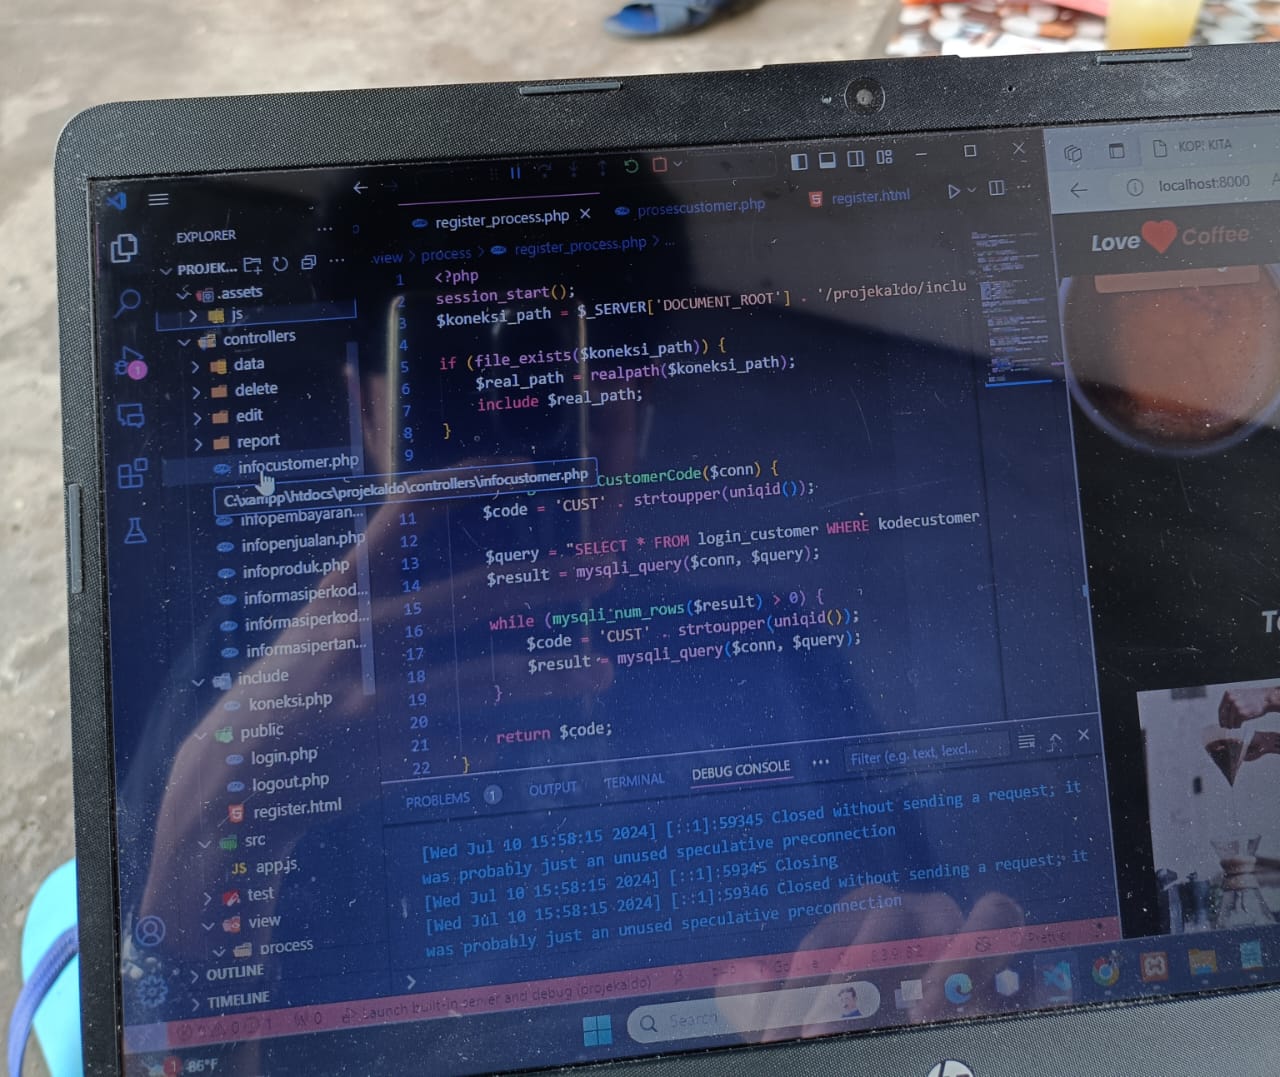 EXPLORER
PROJEK...
.assets
js
controllers
data
delete
edit
report
infocustomer.php
C:\xampp\htdocs\projekaldo\controllers\infocustomer.php
infopembayaran...
infopenjualan.php
infoproduk.php
informasiperkod...
informasiperkod...
informasipertan...
include
koneksi.php
public
login.php
logout.php
register.html
src
JS app.js
test
view
process
OUTLINE
TIMELINE
register_process.php
prosescustomer.php
register.html
view > process > register_process.php > ...
1 <?php
2 session_start();
3 $koneksi_path = $_SERVER['DOCUMENT_ROOT'] . '/projekaldo/inclu
4
5 if (file_exists($koneksi_path)) {
6 $real_path = realpath($koneksi_path);
7 include $real_path;
8 }
9
CustomerCode($conn) {
11 $code = 'CUST' . strtoupper(uniqid());
12
13 $query = "SELECT * FROM login_customer WHERE kodecustomer
14 $result = mysqli_query($conn, $query);
15
16 while (mysqli_num_rows($result) > 0) {
17 $code = 'CUST' . strtoupper(uniqid());
18 $result = mysqli_query($conn, $query);
19 }
20
21 return $code;
22 }
PROBLEMS 1 OUTPUT TERMINAL DEBUG CONSOLE ... Filter (e.g. text, !excl...
[Wed Jul 10 15:58:15 2024] [::1]:59345 Closed without sending a request; it
was probably just an unused speculative preconnection
[Wed Jul 10 15:58:15 2024] [::1]:59345 Closing
[Wed Jul 10 15:58:15 2024] [::1]:59346 Closed without sending a request; it
was probably just an unused speculative preconnection
Launch built-in server and debug (projekaldo)
Search
86°F
KOPI KITA
localhost:8000
Love Coffee
hp